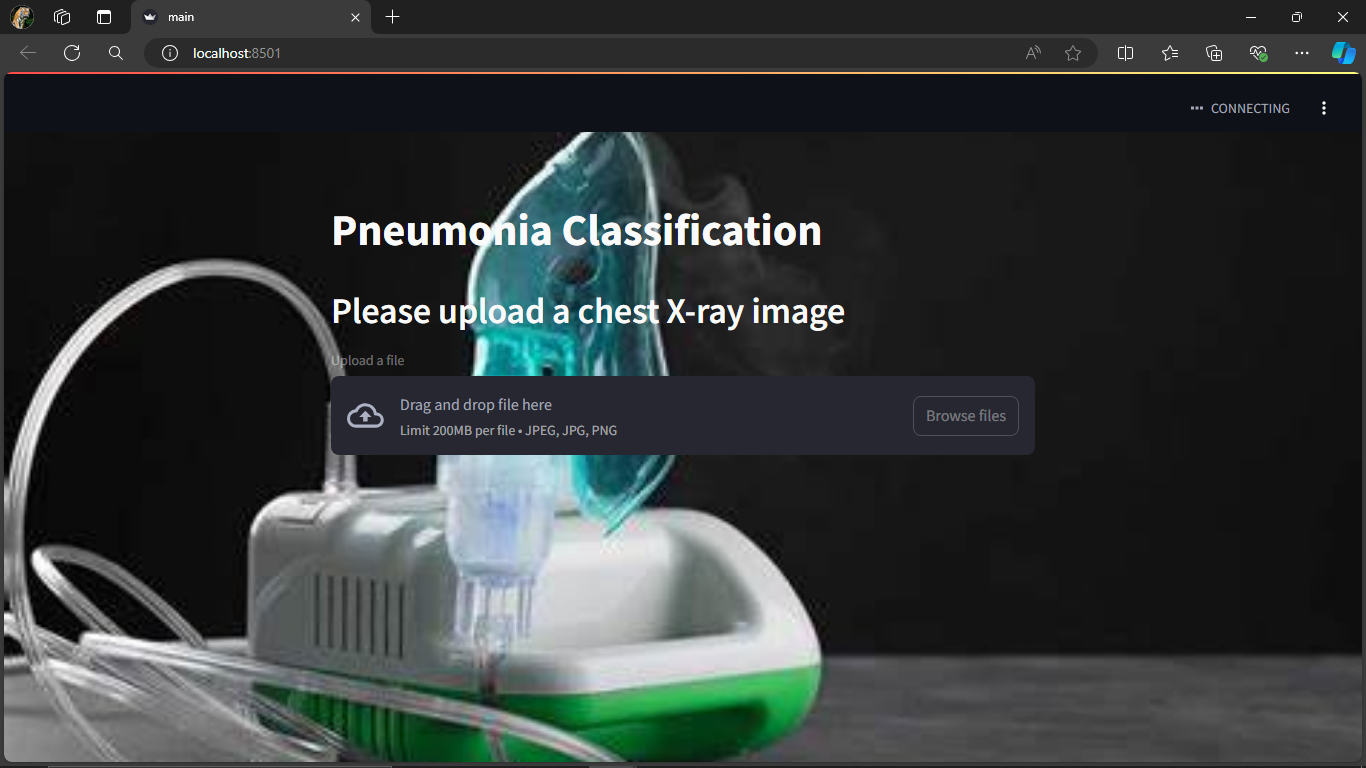 main
localhost:8501
CONNECTING
Pneumonia Classification
Please upload a chest X-ray image
Upload a file
Drag and drop file here
Limit 200MB per file • JPEG, JPG, PNG
Browse files